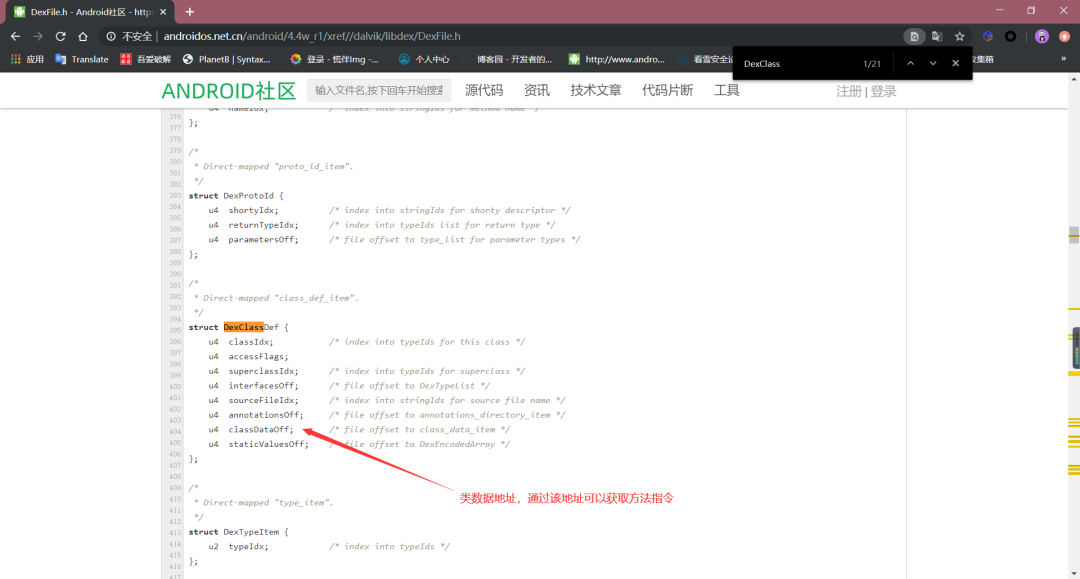 DexFile.h - Android社区 - https
不安全 | androidos.net.cn/android/4.4w_r1/xref//dalvik/libdex/DexFile.h
应用 Translate 吾爱破解 PlanetB | Syntax... 登录 - 慌伴Img -... 个人中心 博客园 - 开发者的... http://www.andro... 看雪安全论 收集箱 »
DexClass 1/21
ANDROID社区 输入文件名,按下回车开始搜索 源代码 资讯 技术文章 代码片断 工具 注册 | 登录
376 u4 nameIdx; /* index into stringIds for method name */
377 };
378
379 /*
380 * Direct-mapped "proto_id_item".
381 */
382
383 struct DexProtoId {
384 u4 shortyIdx; /* index into stringIds for shorty descriptor */
385 u4 returnTypeIdx; /* index into typeIds list for return type */
386 u4 parametersOff; /* file offset to type_list for parameter types */
387
388 };
389
390
391 /*
392 * Direct-mapped "class_def_item".
393 */
394
395 struct DexClassDef {
396 u4 classIdx; /* index into typeIds for this class */
397 u4 accessFlags;
398
399 u4 superclassIdx; /* index into typeIds for superclass */
400 u4 interfacesOff; /* file offset to DexTypeList */
401 u4 sourceFileIdx; /* index into stringIds for source file name */
402
403 u4 annotationsOff; /* file offset to annotations_directory_item */
404 u4 classDataOff; /* file offset to class_data_item */
405 u4 staticValuesOff; /* file offset to DexEncodedArray */
406
407 };
408
409 /*
410 * Direct-mapped "type_item".
411 */
412
413 struct DexTypeItem {
414 u2 typeIdx; /* index into typeIds */
415
416 };
417
类数据地址，通过该地址可以获取方法指令